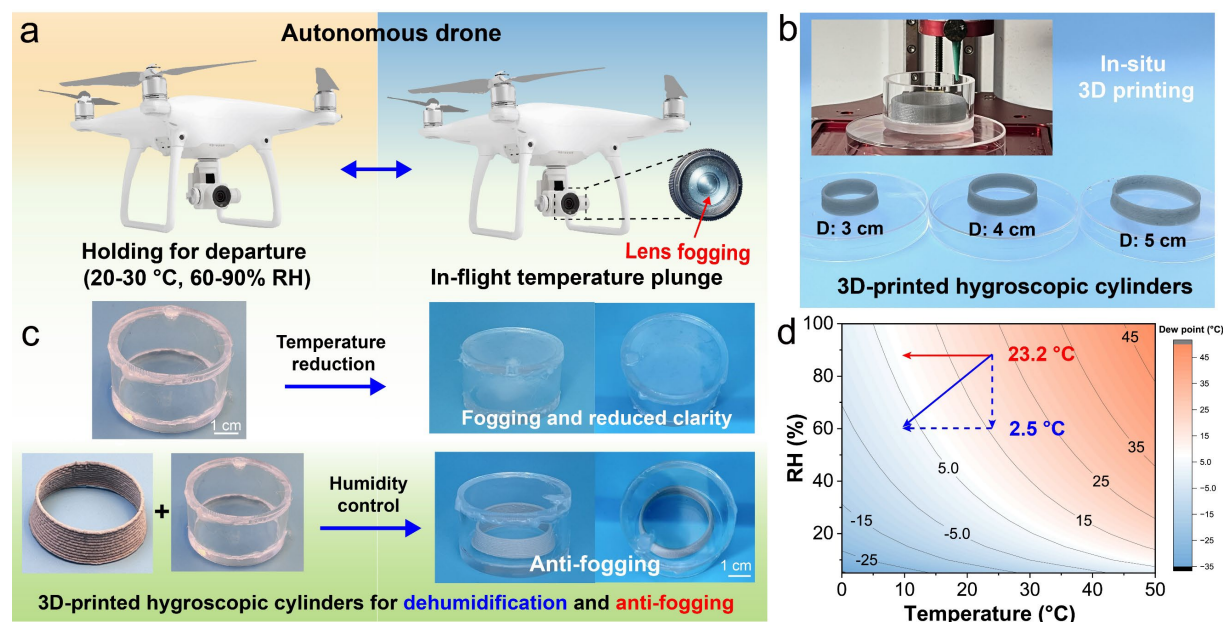 a
Autonomous drone
Holding for departure
(20-30 °C, 60-90% RH)
Lens fogging
In-flight temperature plunge
b
In-situ
3D printing
D: 3 cm
D: 4 cm
D: 5 cm
3D-printed hygroscopic cylinders
c
Temperature
reduction
1 cm
Fogging and reduced clarity
+
Humidity
control
Anti-fogging
1 cm
3D-printed hygroscopic cylinders for dehumidification and anti-fogging
d
Dew point (°C)
100
80
60
40
20
RH (%)
0
10
20
30
40
50
Temperature (°C)
23.2 °C
2.5 °C
45
35
25
15
5.0
-5.0
-15
-25
45
35
25
15
5.0
-5.0
-15
-25
-35